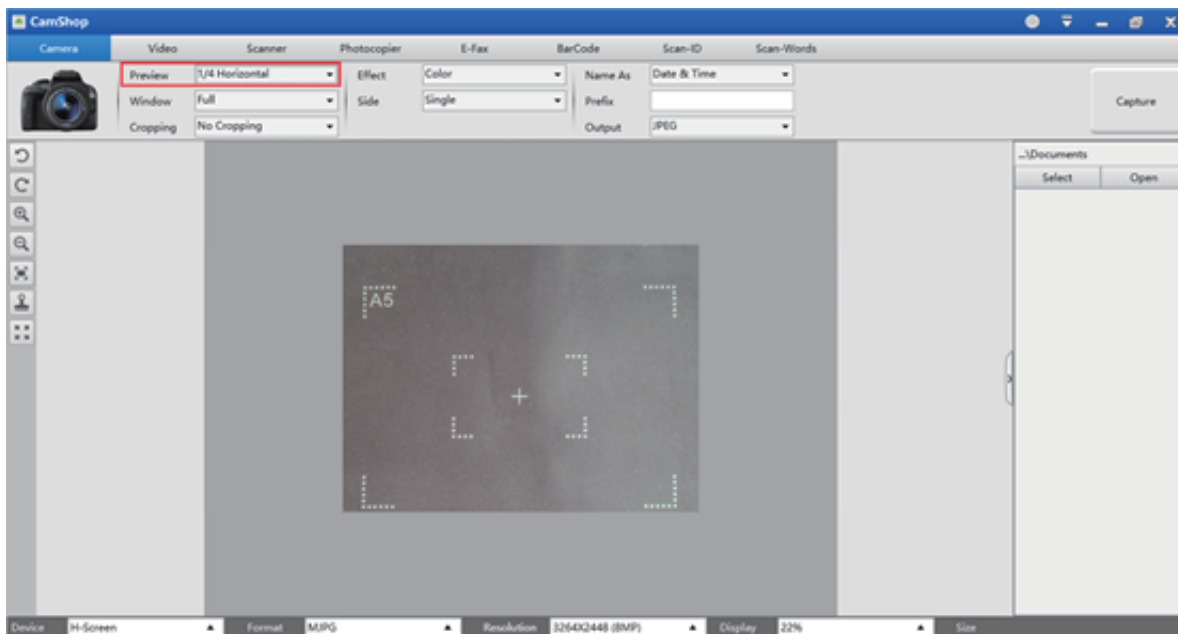 CamShop
Camera Video Scanner Photocopier E-Fax BarCode Scan-ID Scan-Words
Preview 1/4 Horizontal Effect Color Name As Date & Time
Window Full Side Single Prefix
Cropping No Cropping Output JPEG
Capture
...\Documents
Select Open
A5
Device H-Screen Format MJPG Resolution 3264X2448 (BMP) Display 22% Size